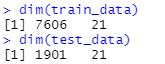 > dim(train_data)
[1] 7606   21
> dim(test_data)
[1] 1901   21